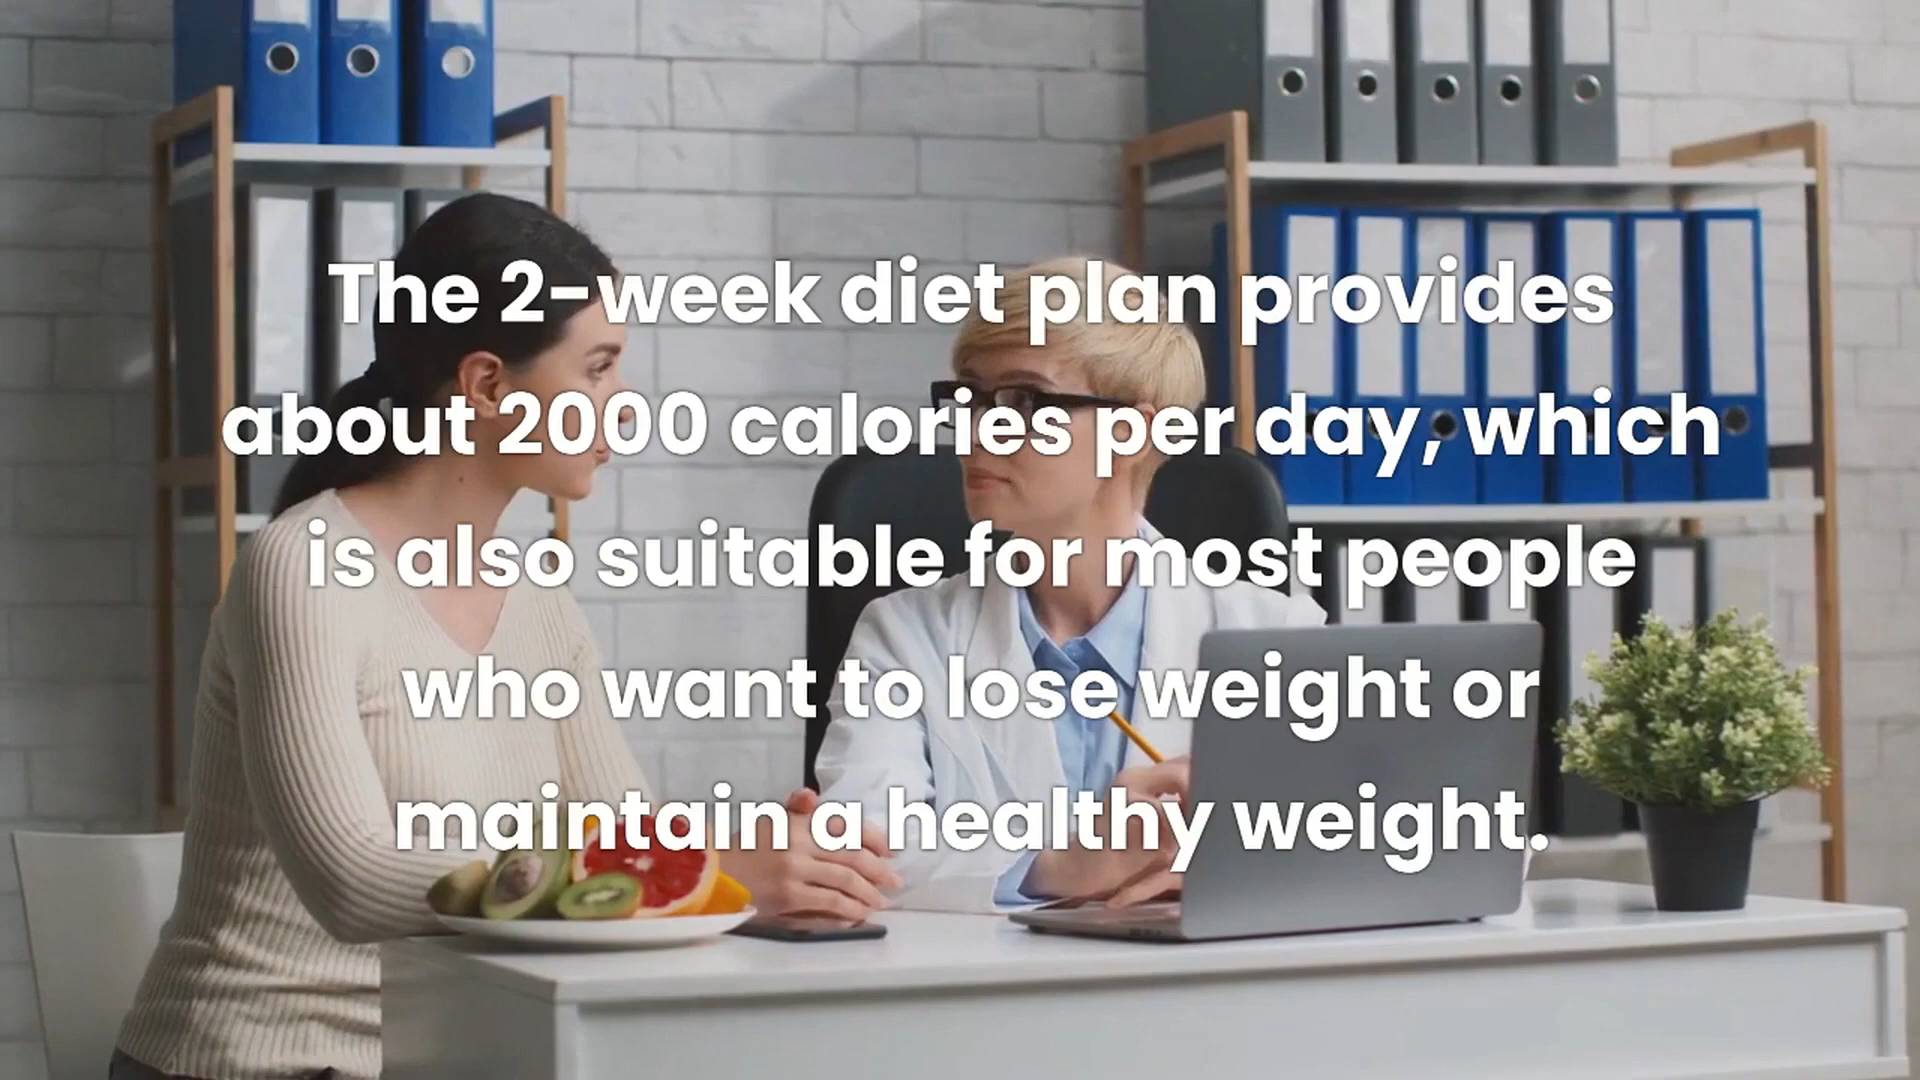 The 2-week diet plan provides
about 2000 calories per day, which
is also suitable for most people
who want to lose weight or
maintain a healthy weight.